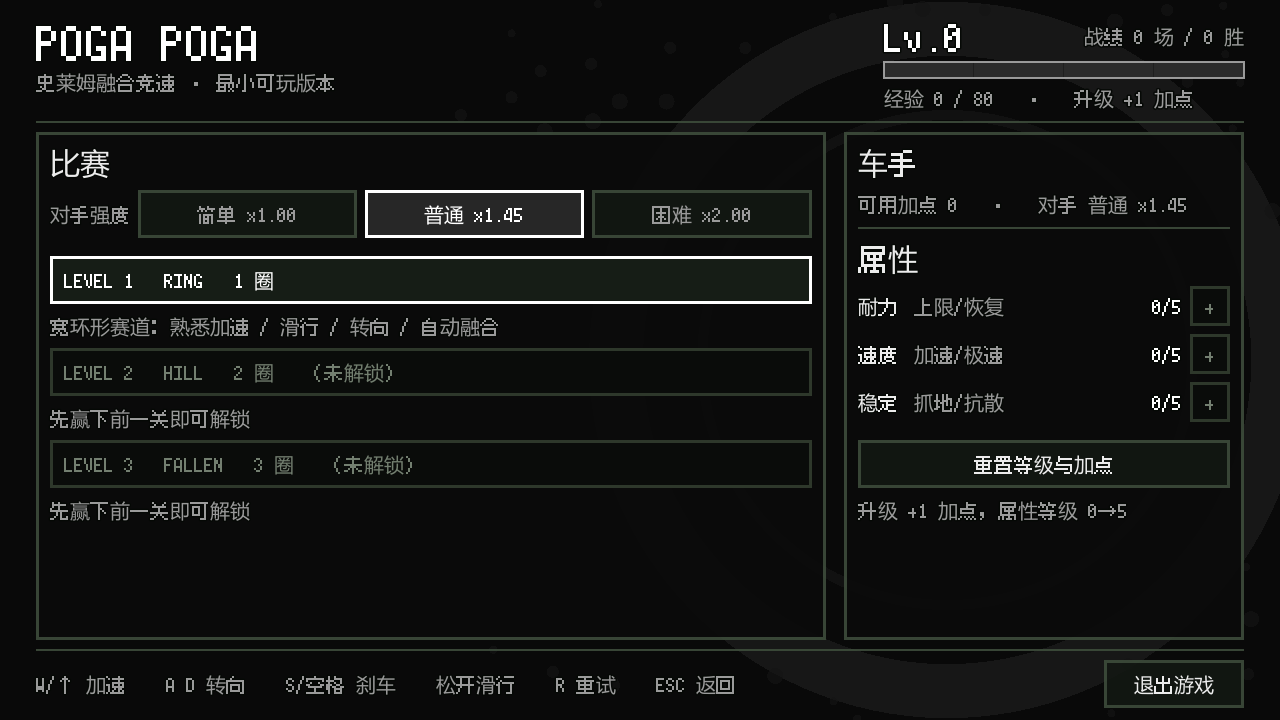 POGA POGA
史莱姆融合竞速 · 最小可玩版本
Lv.0
战绩 0 场 / 0 胜
经验 0 / 80 · 升级 +1 加点
比赛
对手强度 简单 x1.00 普通 x1.45 困难 x2.00
LEVEL 1 RING 1 圈
宽环形赛道: 熟悉加速 / 滑行 / 转向 / 自动融合
LEVEL 2 HILL 2 圈 (未解锁)
先赢下前一关即可解锁
LEVEL 3 FALLEN 3 圈 (未解锁)
先赢下前一关即可解锁
车手
可用加点 0 · 对手 普通 x1.45
属性
耐力 上限/恢复 0/5 +
速度 加速/极速 0/5 +
稳定 抓地/抗散 0/5 +
重置等级与加点
升级 +1 加点, 属性等级 0→5
W/↑ 加速 A D 转向 S/空格 刹车 松开滑行 R 重试 ESC 返回
退出游戏